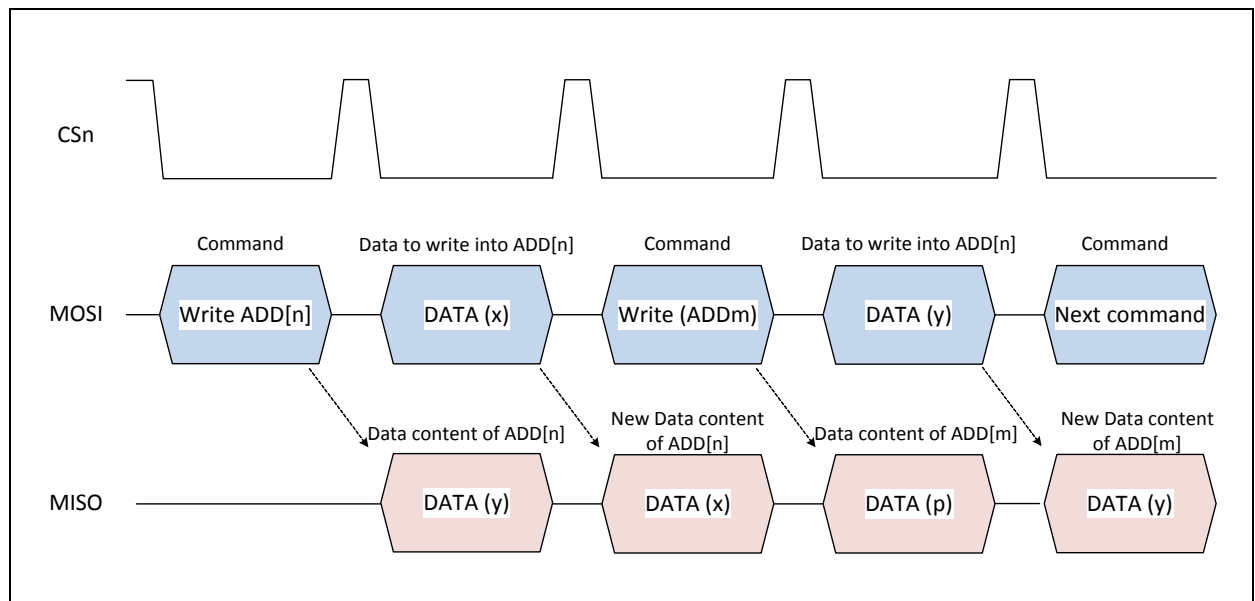 CSn
Command
Data to write into ADD[n]
Command
Data to write into ADD[n]
Command
MOSI
Write ADD[n]
DATA (x)
Write (ADDm)
DATA (y)
Next command
Data content of ADD[n]
New Data content
of ADD[n]
Data content of ADD[m]
New Data content
of ADD[m]
MISO
DATA (y)
DATA (x)
DATA (p)
DATA (y)